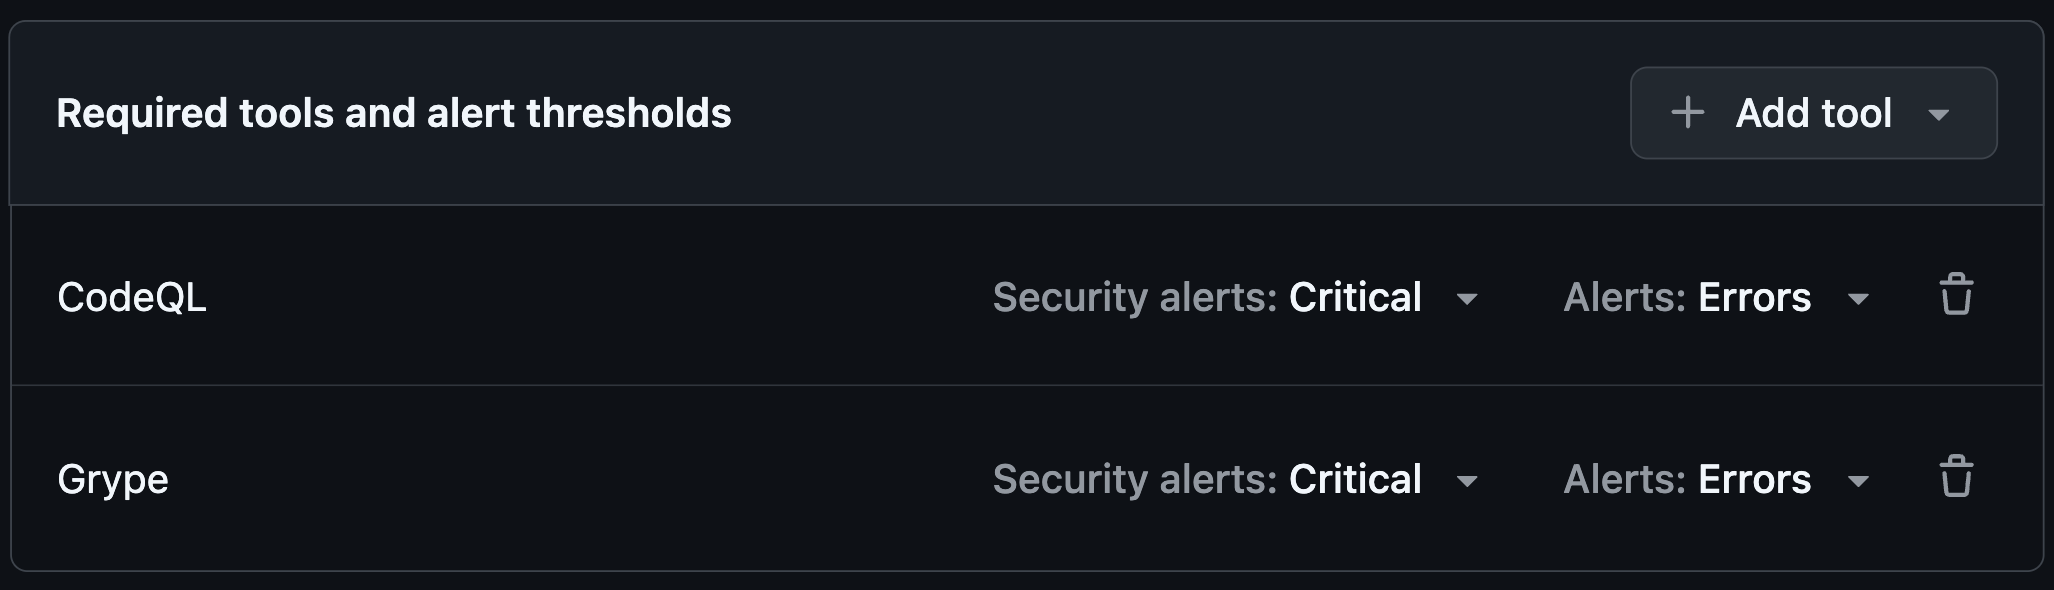 Required tools and alert thresholds
Add tool
CodeQL Security alerts: Critical Alerts: Errors
Grype Security alerts: Critical Alerts: Errors